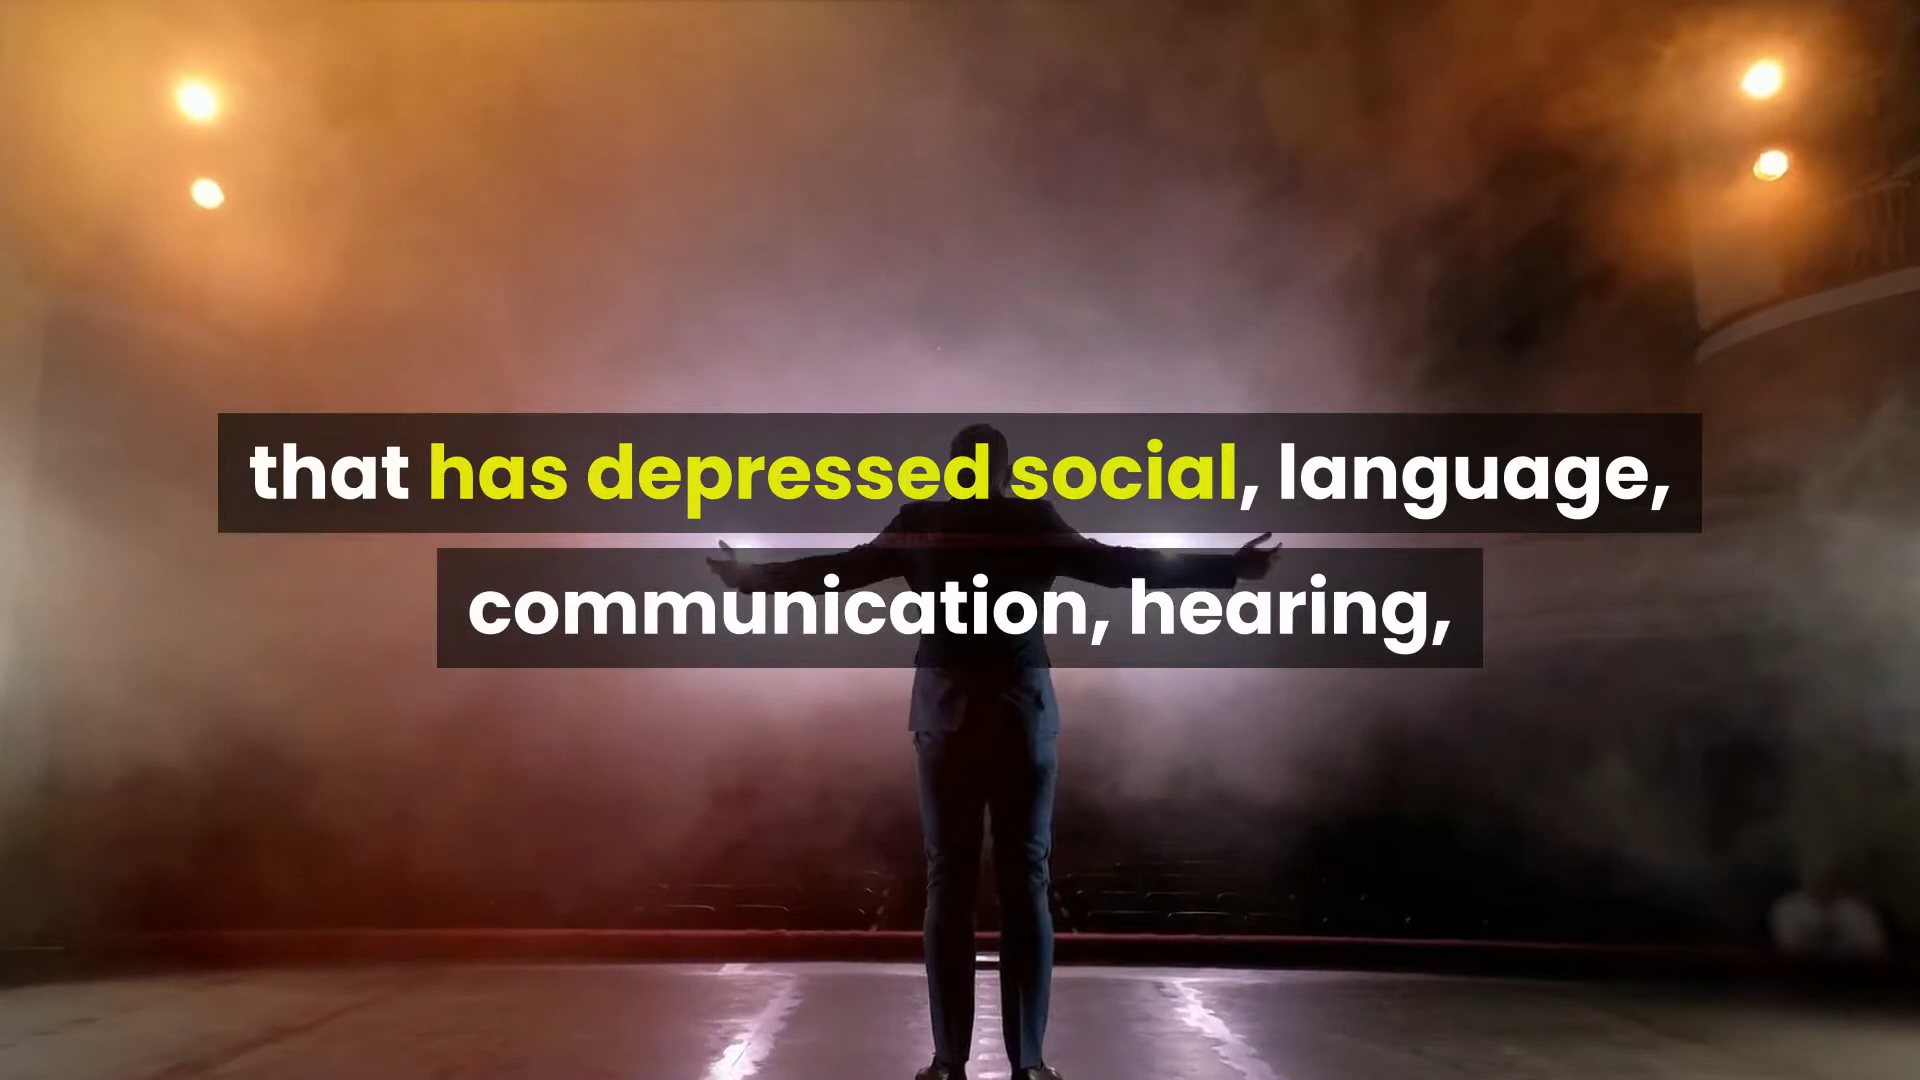 that has depressed social, language,
communication, hearing,